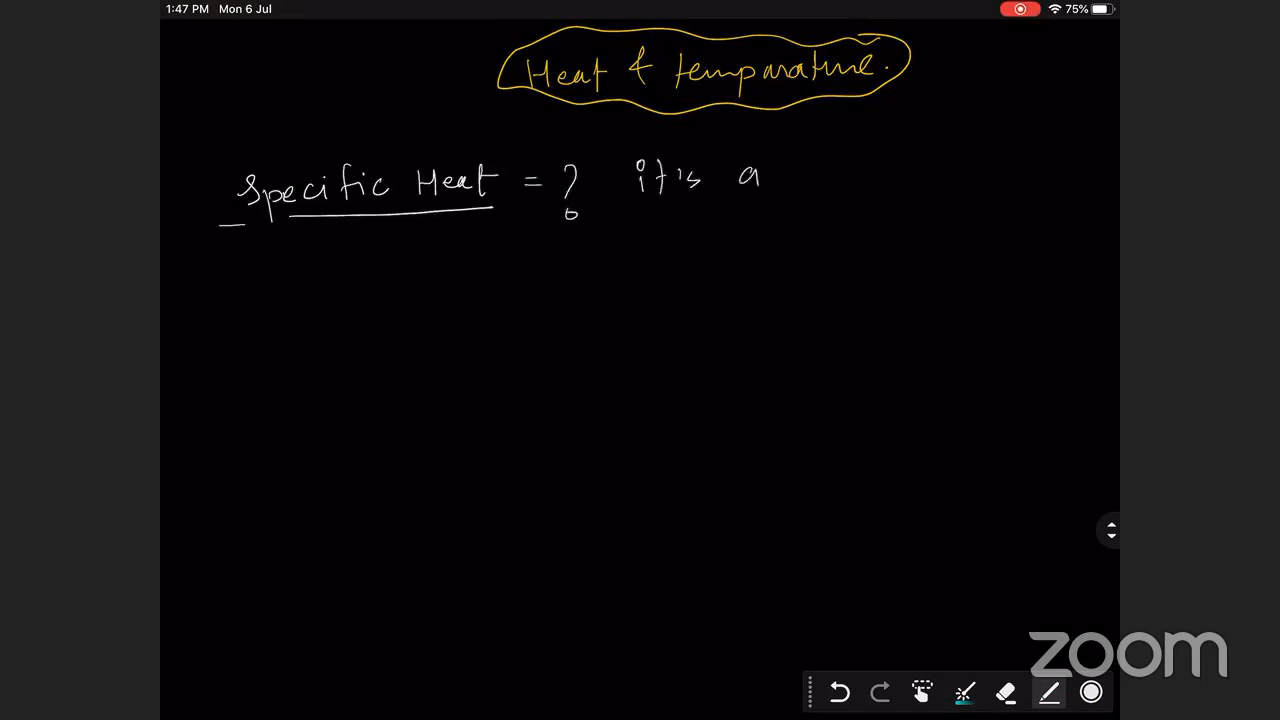 1:47 PM Mon 6 Jul 75%
Heat & temparature.
Specific Heat = ? it's a
zoom